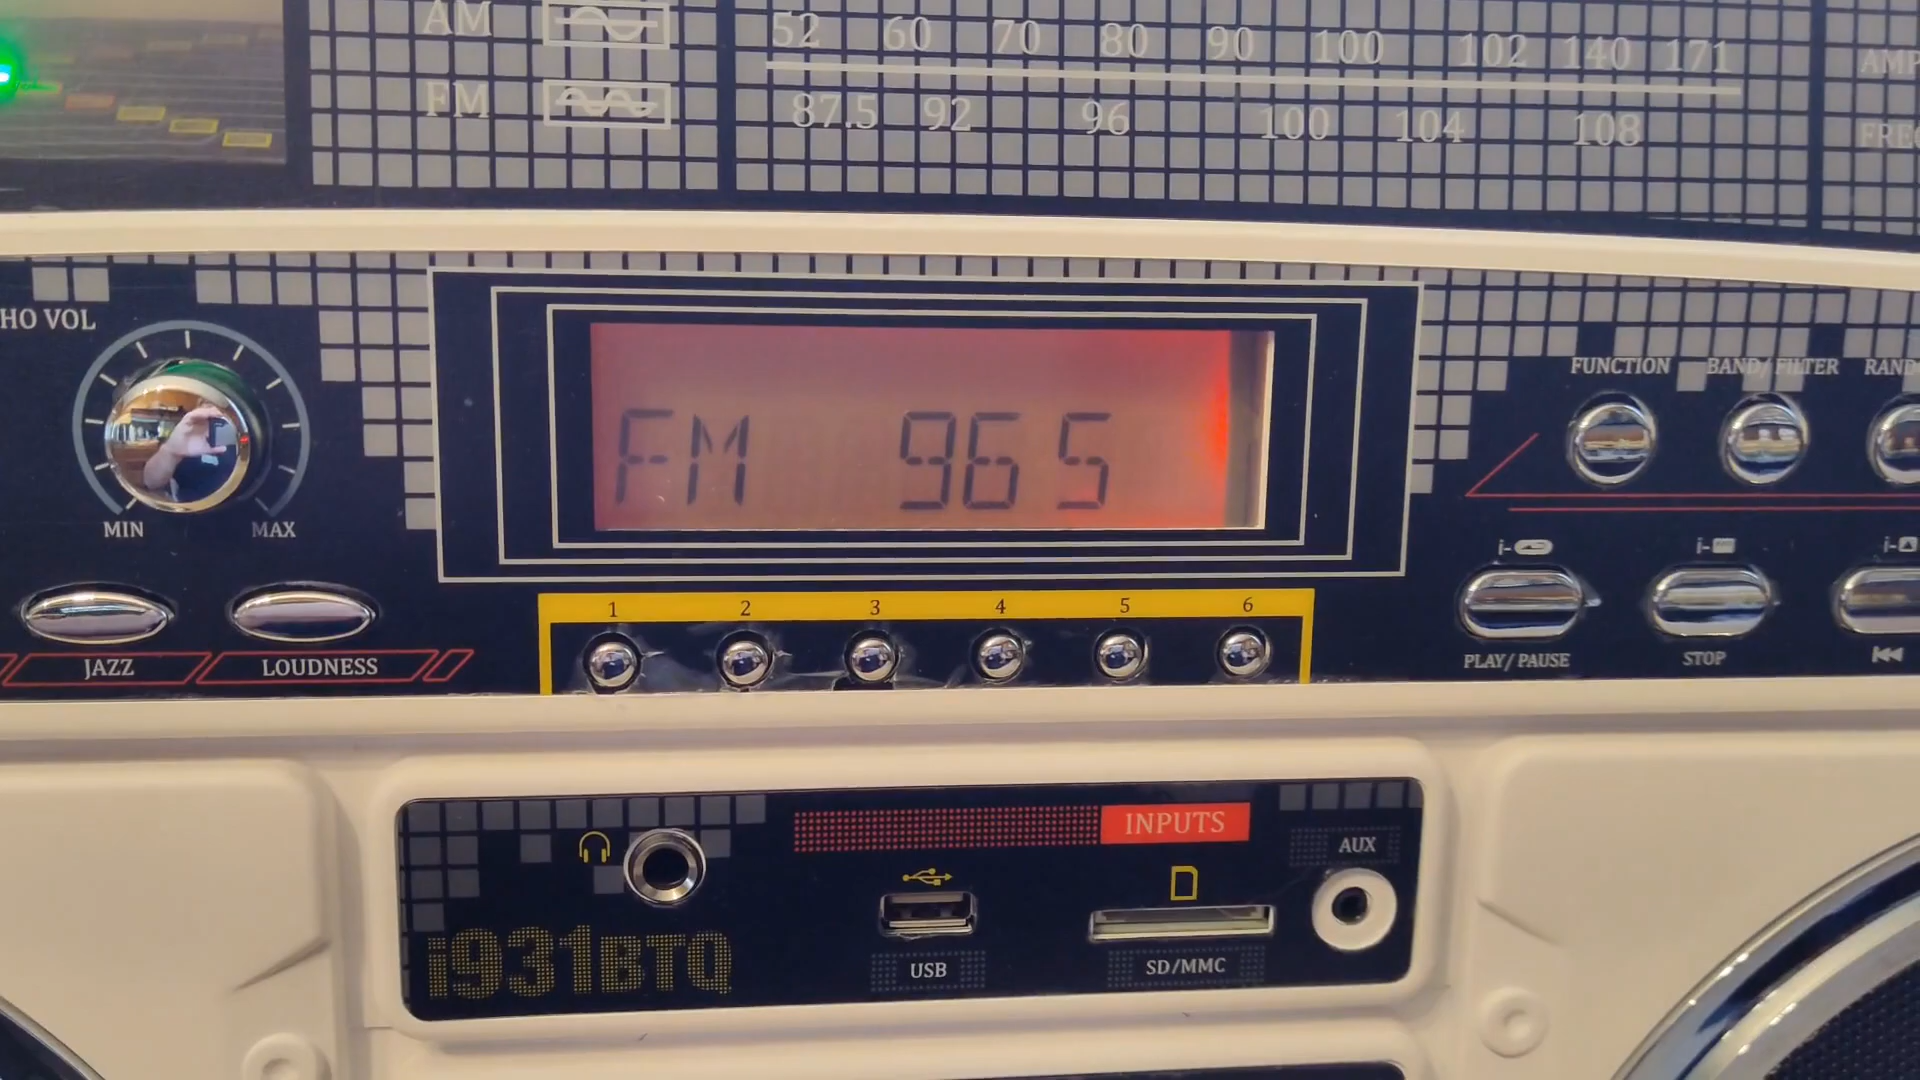 AM 52 60 70 80 90 100 102 140 171
FM 87.5 92 96 100 104 108
HO VOL
MIN MAX
JAZZ LOUDNESS
FM 96 5
1 2 3 4 5 6
FUNCTION BAND/FILTER
PLAY/PAUSE STOP
INPUTS
AUX
USB
SD/MMC
i931BTQ